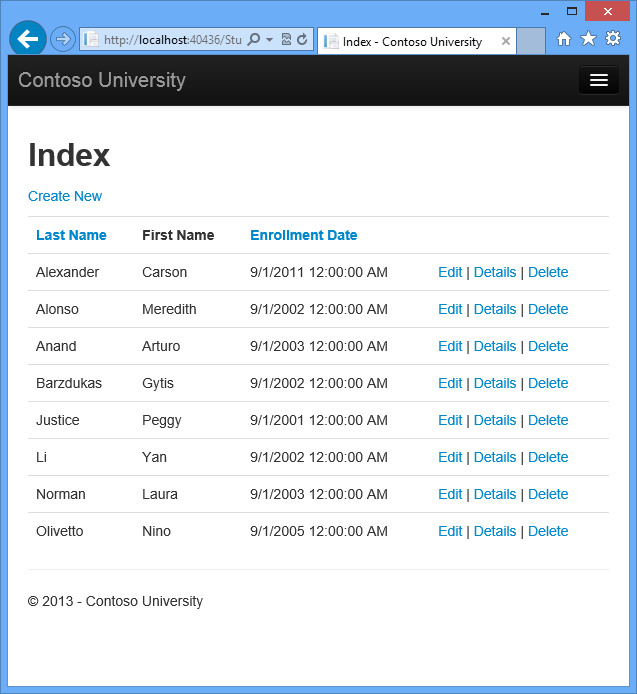 http://localhost:40436/Stu
Index - Contoso University
Contoso University
Index
Create New
Last Name First Name Enrollment Date
Alexander Carson 9/1/2011 12:00:00 AM Edit | Details | Delete
Alonso Meredith 9/1/2002 12:00:00 AM Edit | Details | Delete
Anand Arturo 9/1/2003 12:00:00 AM Edit | Details | Delete
Barzdukas Gytis 9/1/2002 12:00:00 AM Edit | Details | Delete
Justice Peggy 9/1/2001 12:00:00 AM Edit | Details | Delete
Li Yan 9/1/2002 12:00:00 AM Edit | Details | Delete
Norman Laura 9/1/2003 12:00:00 AM Edit | Details | Delete
Olivetto Nino 9/1/2005 12:00:00 AM Edit | Details | Delete
© 2013 - Contoso University